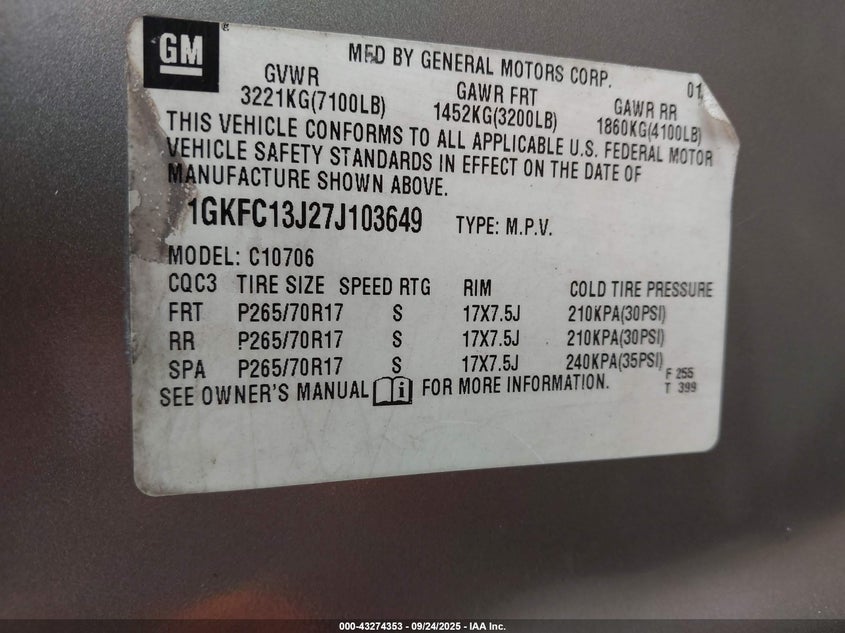 GM
MFD BY GENERAL MOTORS CORP.
01
GVWR
GAWR FRT
GAWR RR
3221KG(7100LB)
1452KG(3200LB)
1860KG(4100LB)
THIS VEHICLE CONFORMS TO ALL APPLICABLE U.S. FEDERAL MOTOR
VEHICLE SAFETY STANDARDS IN EFFECT ON THE DATE OF
MANUFACTURE SHOWN ABOVE.
1GKFC13J27J103649 TYPE: M.P.V.
MODEL: C10706
CQC3 TIRE SIZE SPEED RTG RIM COLD TIRE PRESSURE
FRT P265/70R17 S 17X7.5J 210KPA(30PSI)
RR P265/70R17 S 17X7.5J 210KPA(30PSI)
SPA P265/70R17 S 17X7.5J 240KPA(35PSI)
SEE OWNER'S MANUAL FOR MORE INFORMATION.
F 255
T 399
000-43274353 - 09/24/2025 - IAA Inc.